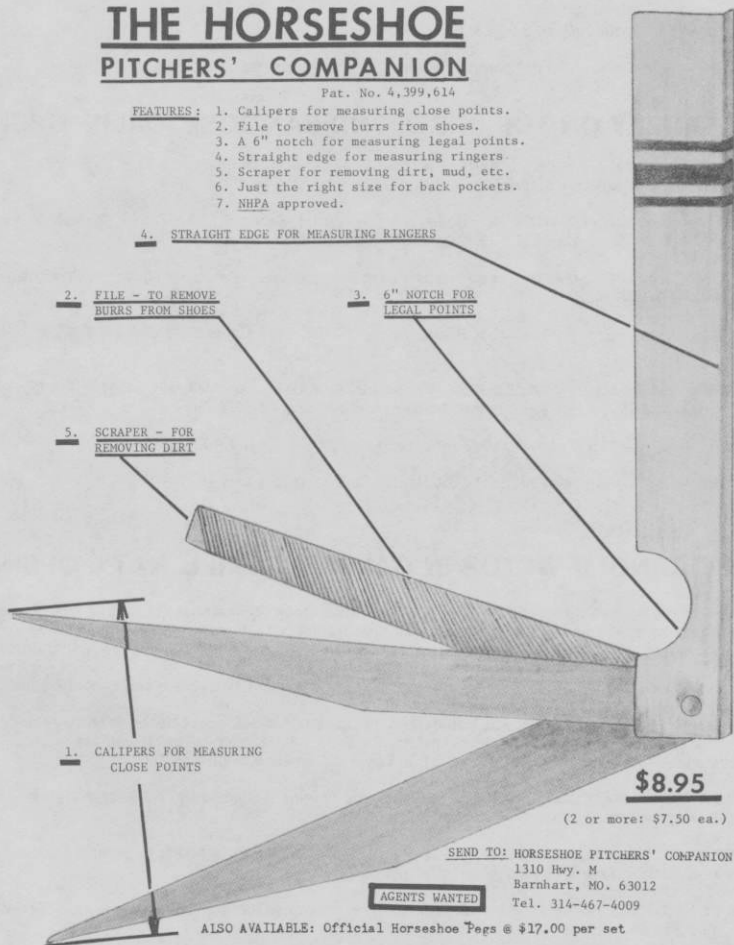 THE HORSESHOE
PITCHERS' COMPANION
Pat. No. 4,399,614
FEATURES: 1. Calipers for measuring close points.
2. File to remove burrs from shoes.
3. A 6" notch for measuring legal points.
4. Straight edge for measuring ringers
5. Scraper for removing dirt, mud, etc.
6. Just the right size for back pockets.
7. NHPA approved.
4. STRAIGHT EDGE FOR MEASURING RINGERS
2. FILE - TO REMOVE
BURRS FROM SHOES
3. 6" NOTCH FOR
LEGAL POINTS
5. SCRAPER - FOR
REMOVING DIRT
1. CALIPERS FOR MEASURING
CLOSE POINTS
$8.95
(2 or more: $7.50 ea.)
SEND TO: HORSESHOE PITCHERS' COMPANION
1310 Hwy. M
Barnhart, MO. 63012
Tel. 314-467-4009
AGENTS WANTED
ALSO AVAILABLE: Official Horseshoe Pegs @ $17.00 per set